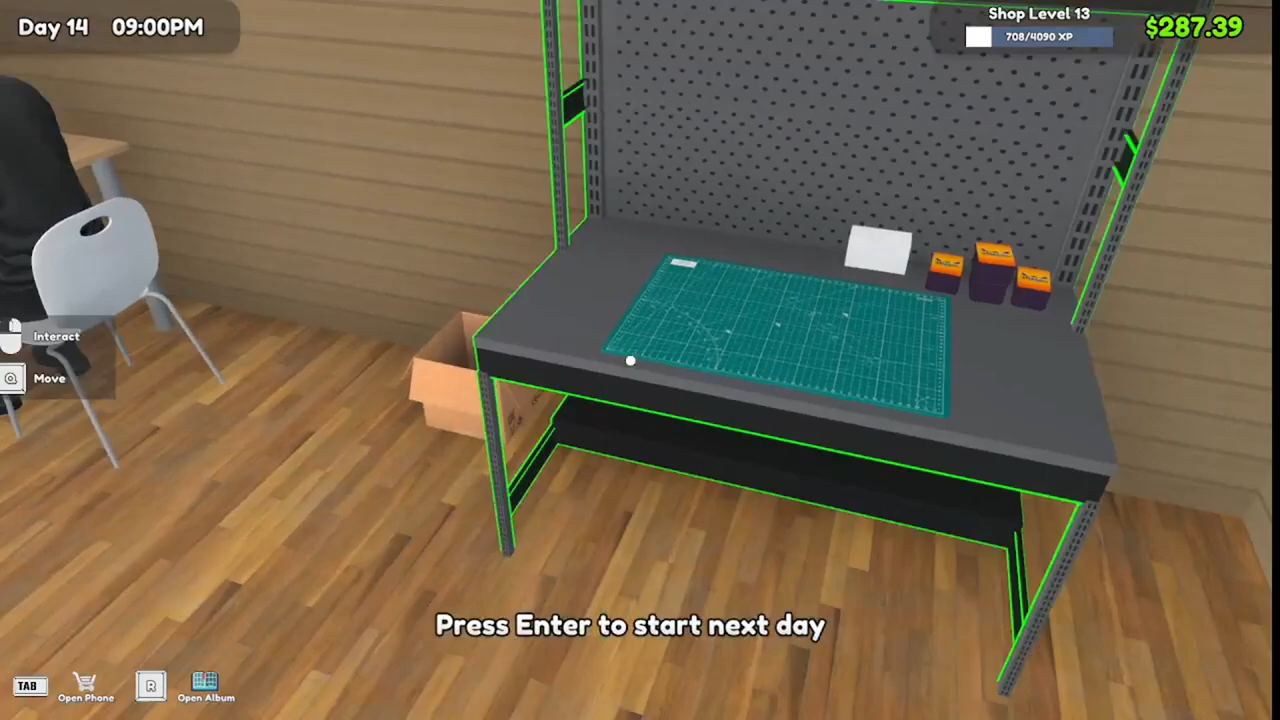 Day 14 09:00PM
Shop Level 13
708/4090 XP
$287.39
Interact
Move
Press Enter to start next day
TAB
Open Phone
R
Open Album